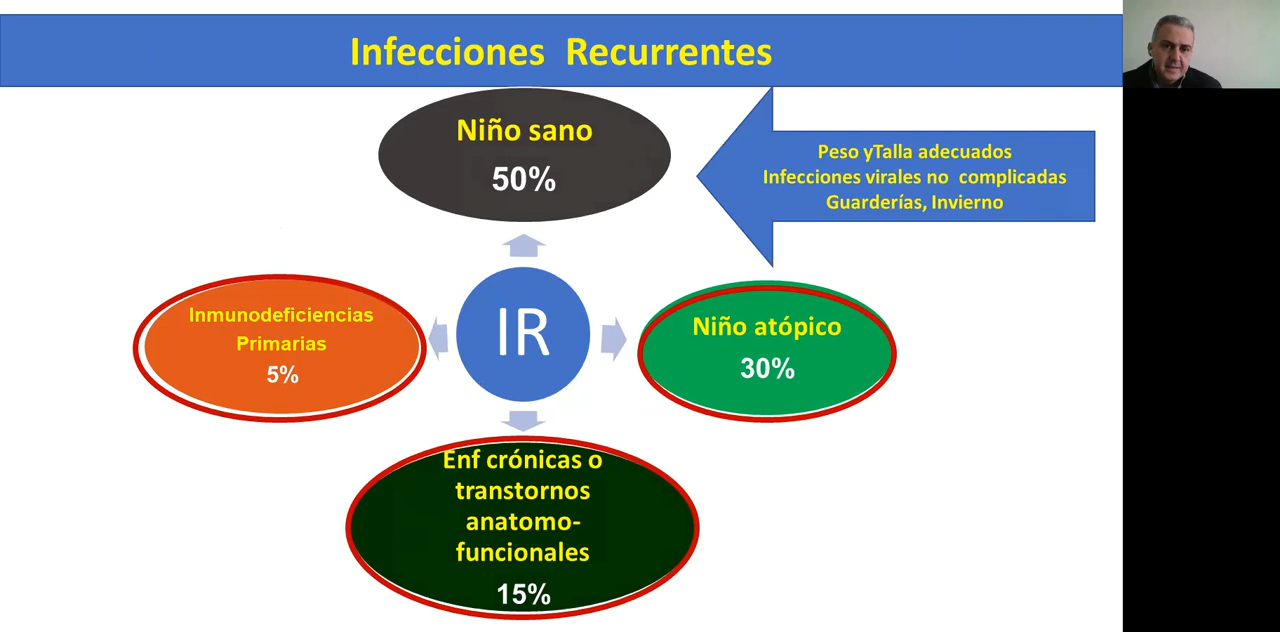 Infecciones Recurrentes
Niño sano
50%
Peso yTalla adecuados
Infecciones virales no complicadas
Guarderías, Invierno
Inmunodeficiencias
Primarias
5%
IR
Niño atópico
30%
Enf crónicas o
transtornos
anatomo-
funcionales
15%